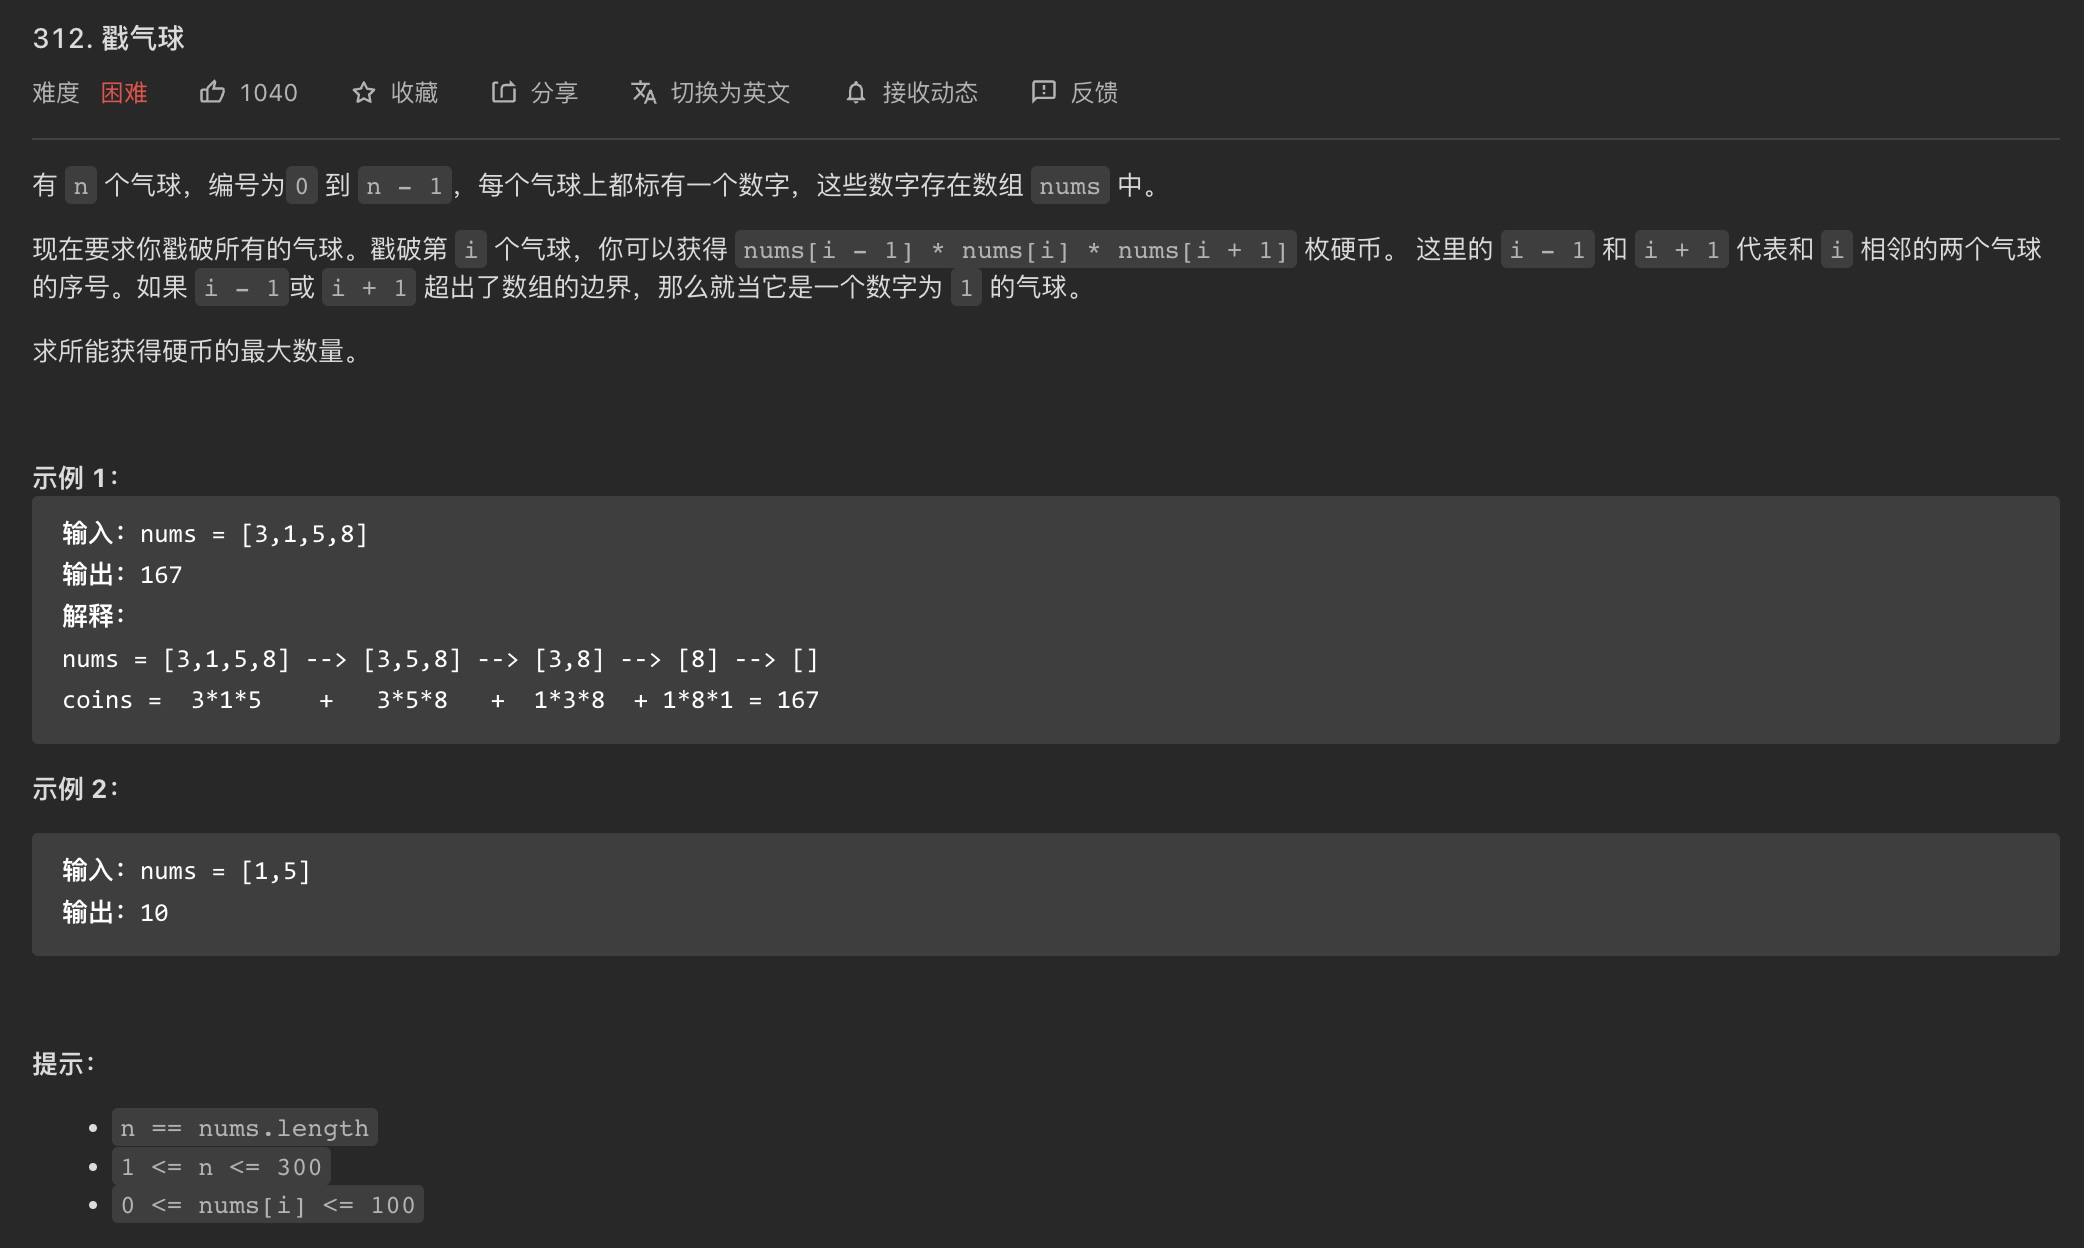 312. 戳气球
难度 困难 1040 收藏 分享 切换为英文 接收动态 反馈
有 n 个气球，编号为0 到 n - 1，每个气球上都标有一个数字，这些数字存在数组 nums 中。
现在要求你戳破所有的气球。戳破第 i 个气球，你可以获得 nums[i - 1] * nums[i] * nums[i + 1] 枚硬币。 这里的 i - 1 和 i + 1 代表和 i 相邻的两个气球
的序号。如果 i - 1或 i + 1 超出了数组的边界，那么就当它是一个数字为 1 的气球。
求所能获得硬币的最大数量。
示例 1：
输入：nums = [3,1,5,8]
输出：167
解释：
nums = [3,1,5,8] --> [3,5,8] --> [3,8] --> [8] --> []
coins =  3*1*5    +   3*5*8   +  1*3*8  + 1*8*1 = 167
示例 2：
输入：nums = [1,5]
输出：10
提示：
• n == nums.length
• 1 <= n <= 300
• 0 <= nums[i] <= 100